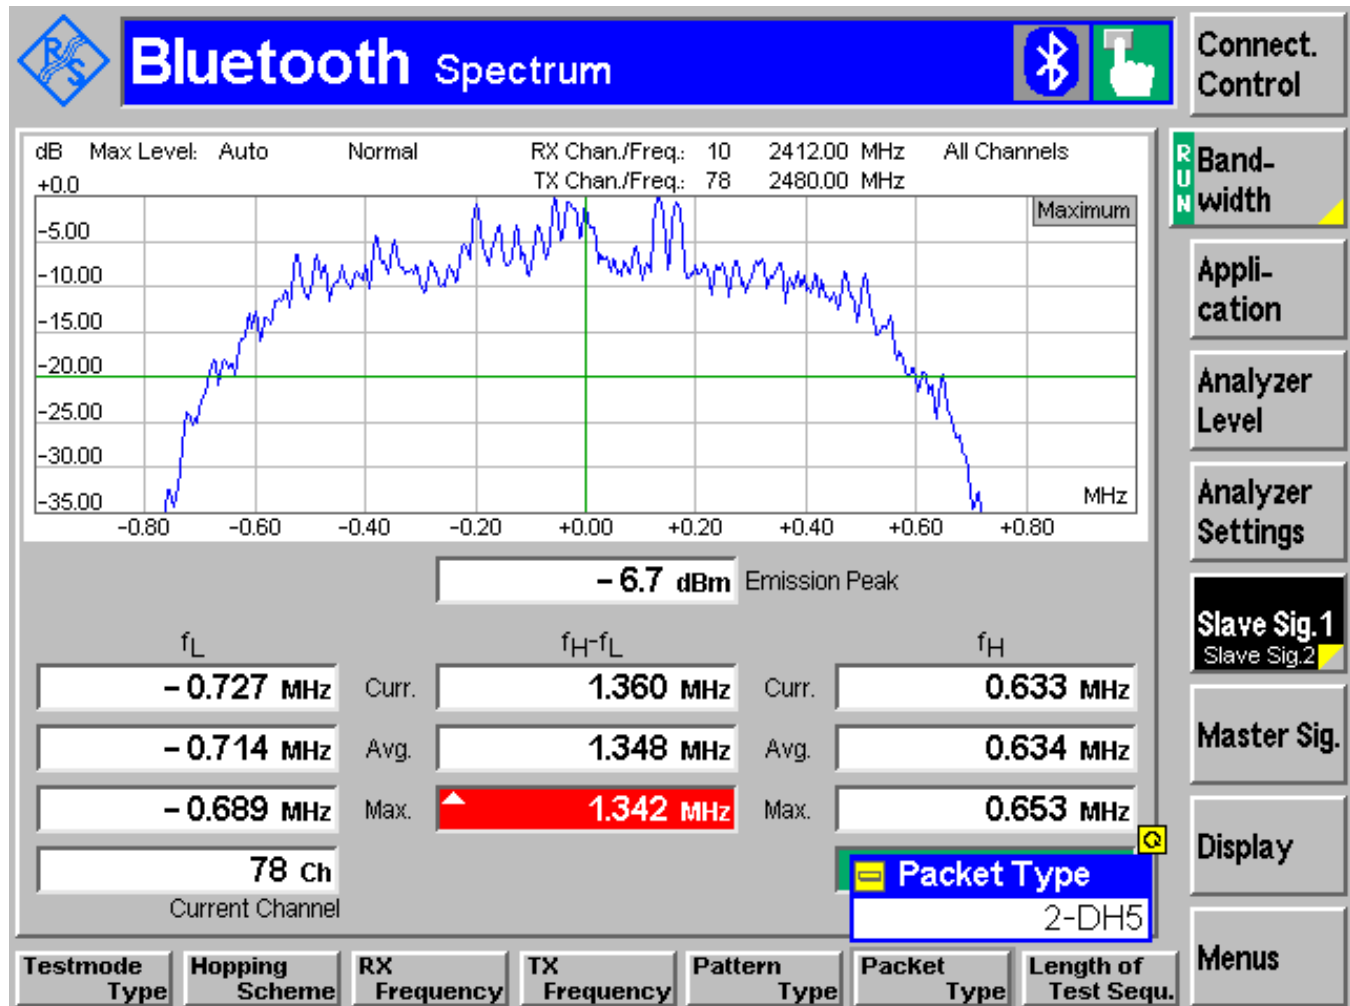 R&S
Bluetooth Spectrum
Connect.
Control
dB Max Level: Auto Normal RX Chan./Freq.: 10 2412.00 MHz All Channels
+0.0 TX Chan./Freq.: 78 2480.00 MHz
Maximum
-5.00
-10.00
-15.00
-20.00
-25.00
-30.00
-35.00
MHz
-0.80 -0.60 -0.40 -0.20 +0.00 +0.20 +0.40 +0.60 +0.80
RUN
Band-
width
Appli-
cation
Analyzer
Level
Analyzer
Settings
Slave Sig.1
Slave Sig.2
Master Sig.
Display
Menus
-6.7 dBm Emission Peak
fL fH-fL fH
-0.727 MHz Curr. 1.360 MHz Curr. 0.633 MHz
-0.714 MHz Avg. 1.348 MHz Avg. 0.634 MHz
-0.689 MHz Max. 1.342 MHz Max. 0.653 MHz
78 Ch
Current Channel
Packet Type
2-DH5
Testmode Type
Hopping Scheme
RX Frequency
TX Frequency
Pattern Type
Packet Type
Length of Test Sequ.